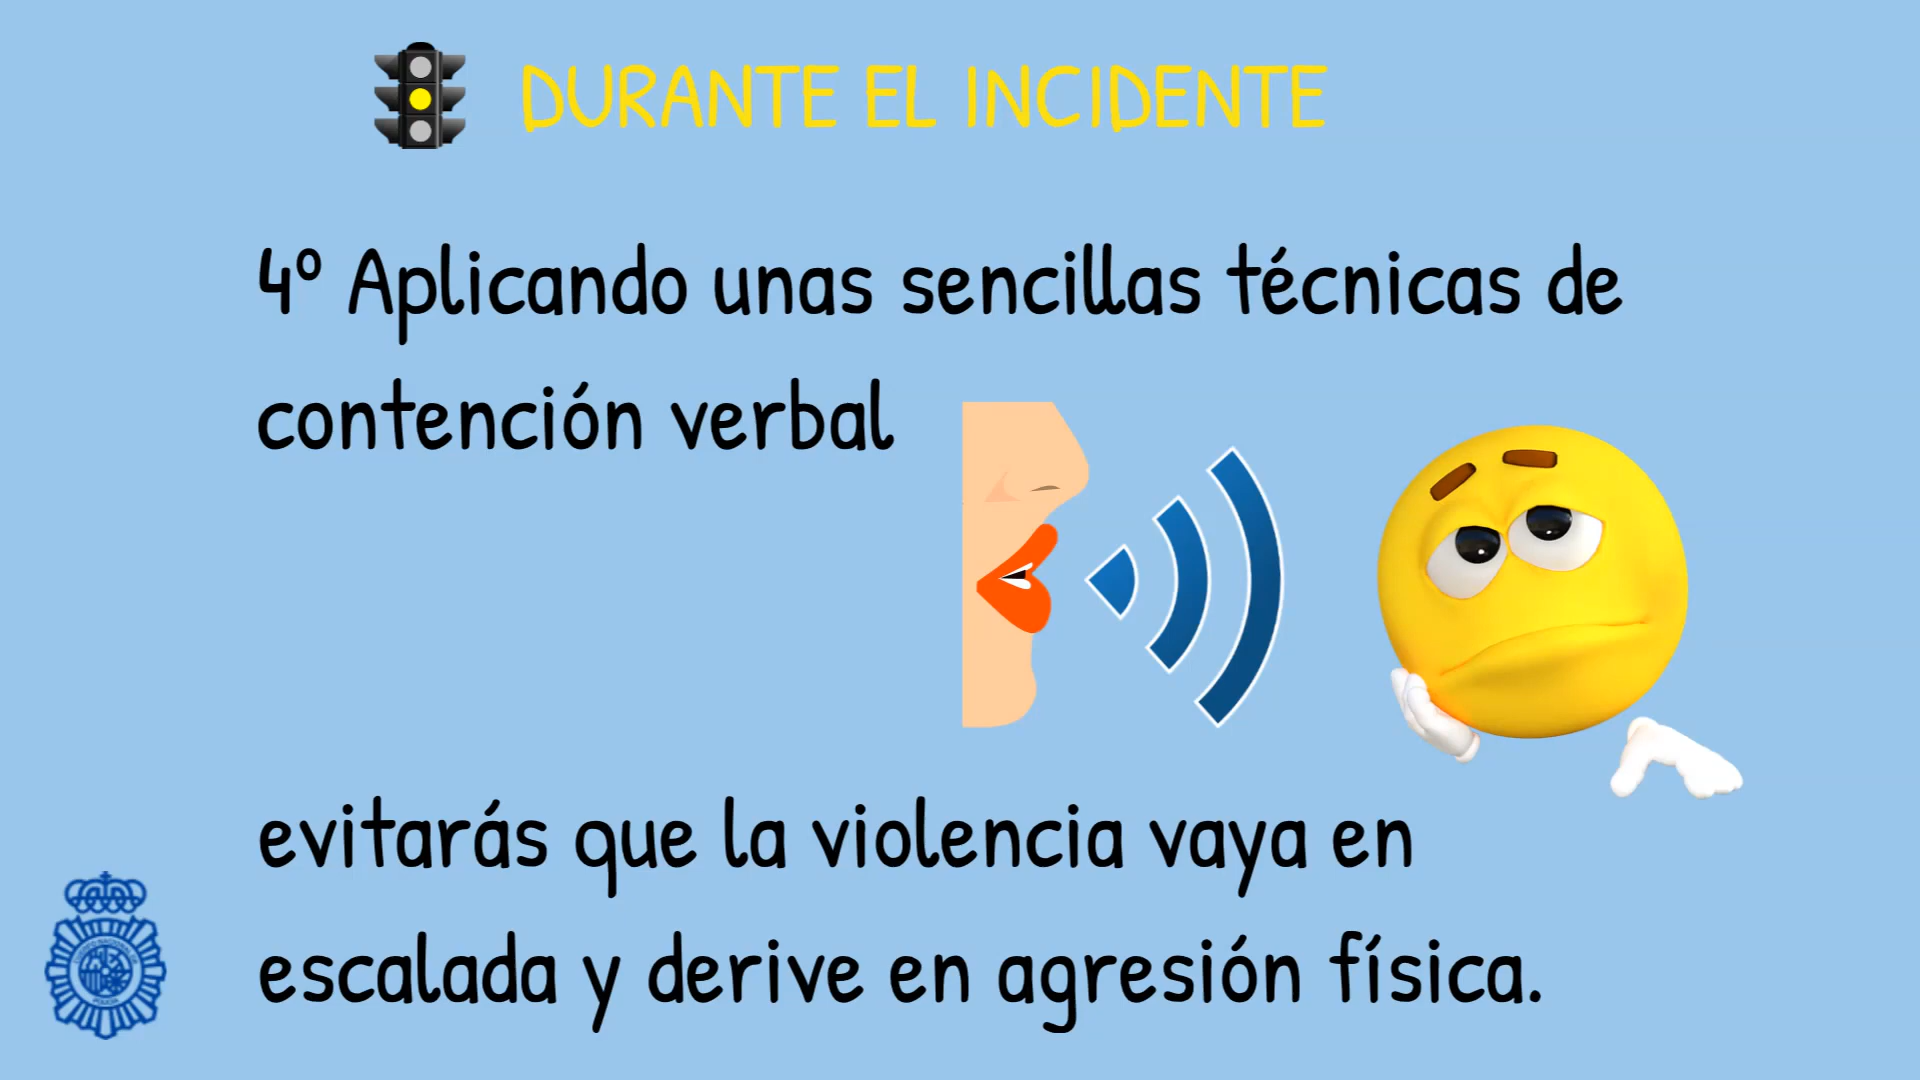 DURANTE EL INCIDENTE
4º Aplicando unas sencillas técnicas de
contención verbal
evitarás que la violencia vaya en
escalada y derive en agresión física.